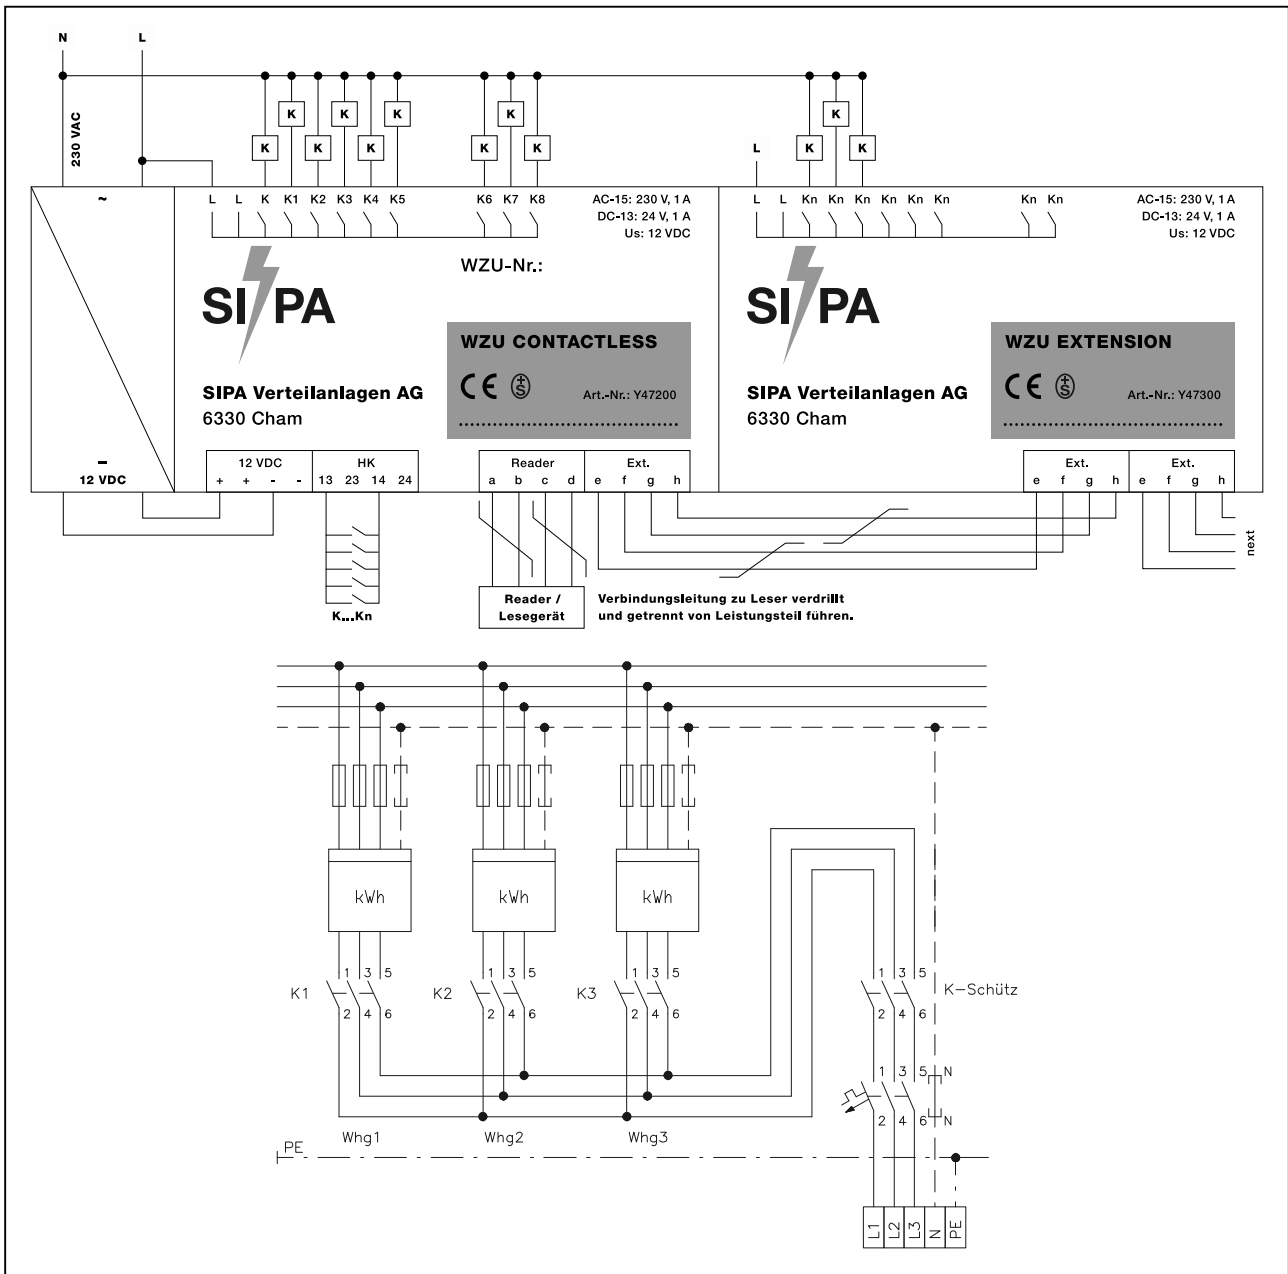 N L
230 VAC
K K K
K K K
K
K K
K
K K
L
~
L L K K1 K2 K3 K4 K5 K6 K7 K8
AC-15: 230 V, 1 A
DC-13: 24 V, 1 A
Us: 12 VDC
WZU-Nr.:
SIPA
WZU CONTACTLESS
CE +S
Art.-Nr.: Y47200
SIPA Verteilanlagen AG
6330 Cham
L L Kn Kn Kn Kn Kn Kn Kn Kn
AC-15: 230 V, 1 A
DC-13: 24 V, 1 A
Us: 12 VDC
SIPA
WZU EXTENSION
CE +S
Art.-Nr.: Y47300
SIPA Verteilanlagen AG
6330 Cham
–
12 VDC
12 VDC
+ + - -
HK
13 23 14 24
Reader
a b c d
Ext.
e f g h
Ext.
e f g h
Ext.
e f g h
next
K...Kn
Reader /
Lesegerät
Verbindungsleitung zu Leser verdrillt
und getrennt von Leistungsteil führen.
kWh kWh kWh
K1 1 3 5
2 4 6
K2 1 3 5
2 4 6
K3 1 3 5
2 4 6
1 3 5
K-Schütz
2 4 6
1 3 5 N
2 4 6 N
Whg1 Whg2 Whg3
PE
L1 L2 L3 N PE